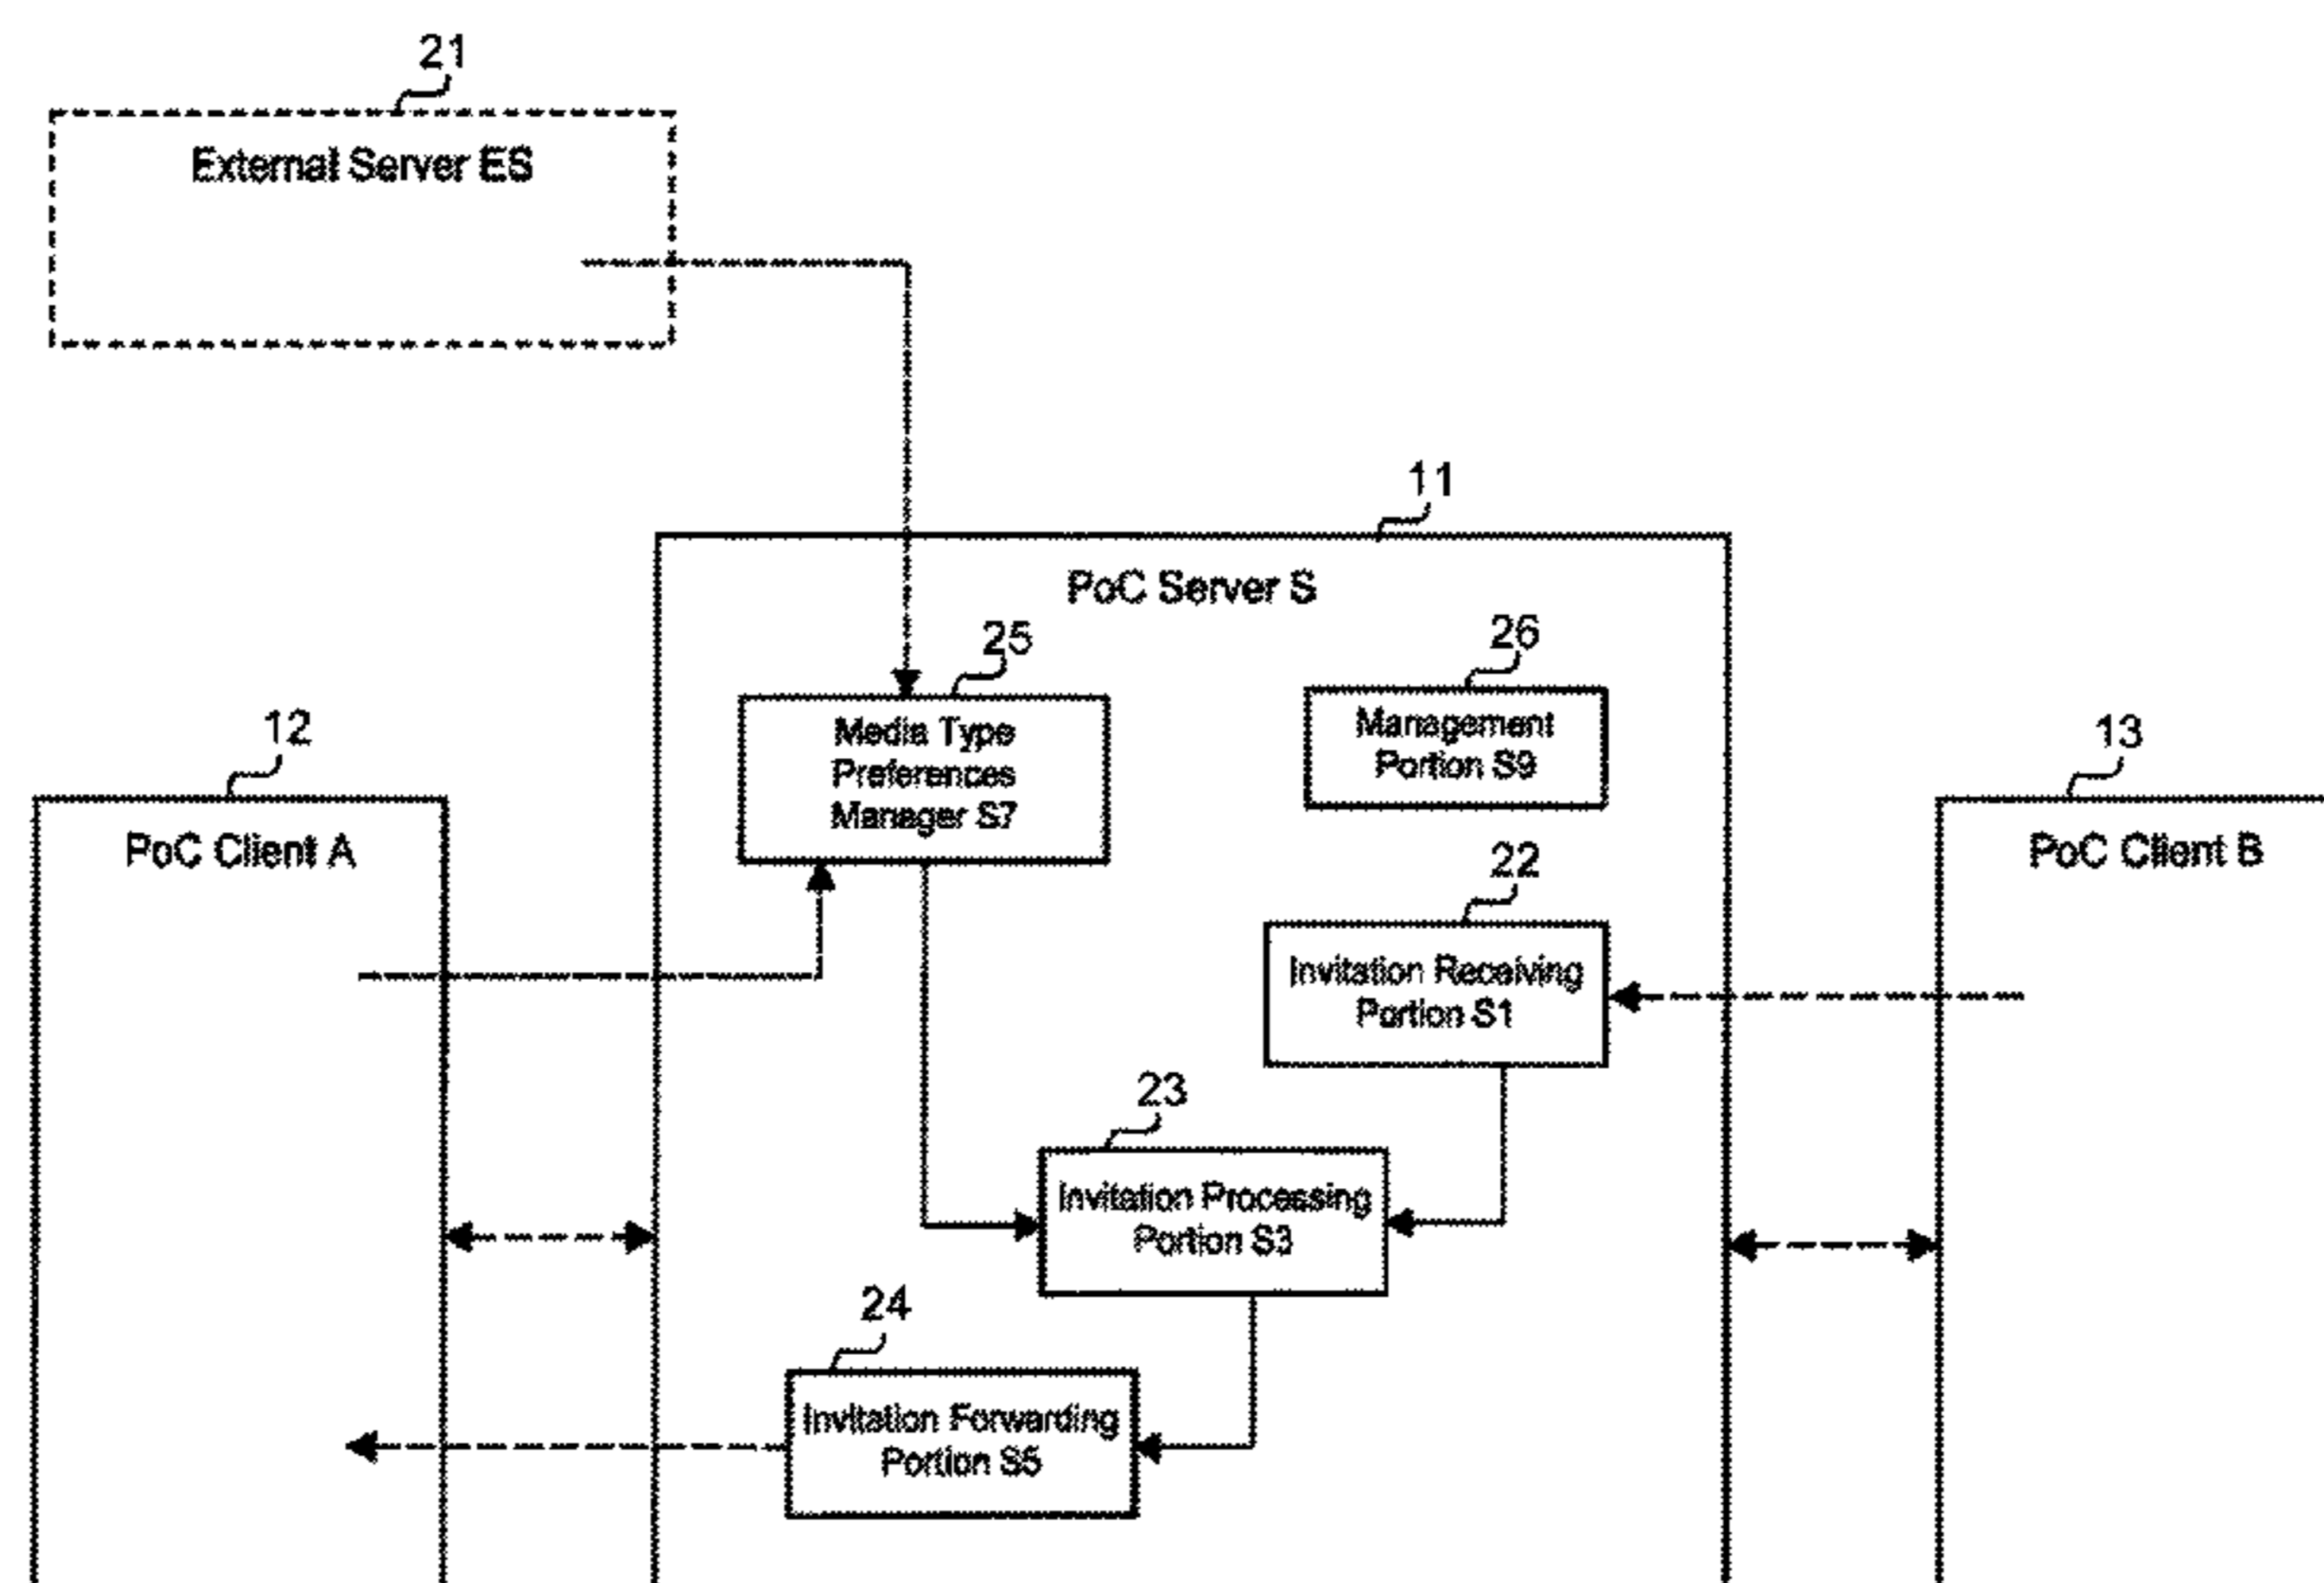 21
External Server ES
11
PoC Server S
25
Media Type
Preferences
Manager S7
26
Management
Portion S9
12
PoC Client A
13
PoC Client B
22
Invitation Receiving
Portion S1
23
Invitation Processing
Portion S3
24
Invitation Forwarding
Portion S5